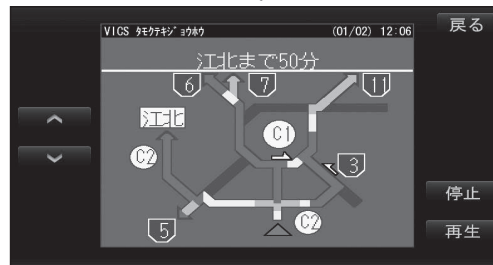 VICS ﾀﾓｸﾃｷｼﾞｮｳﾎｳ (01/02) 12:06
戻る
江北まで50分
6
7
11
江北
C1
C2
3
停止
5
C2
再生